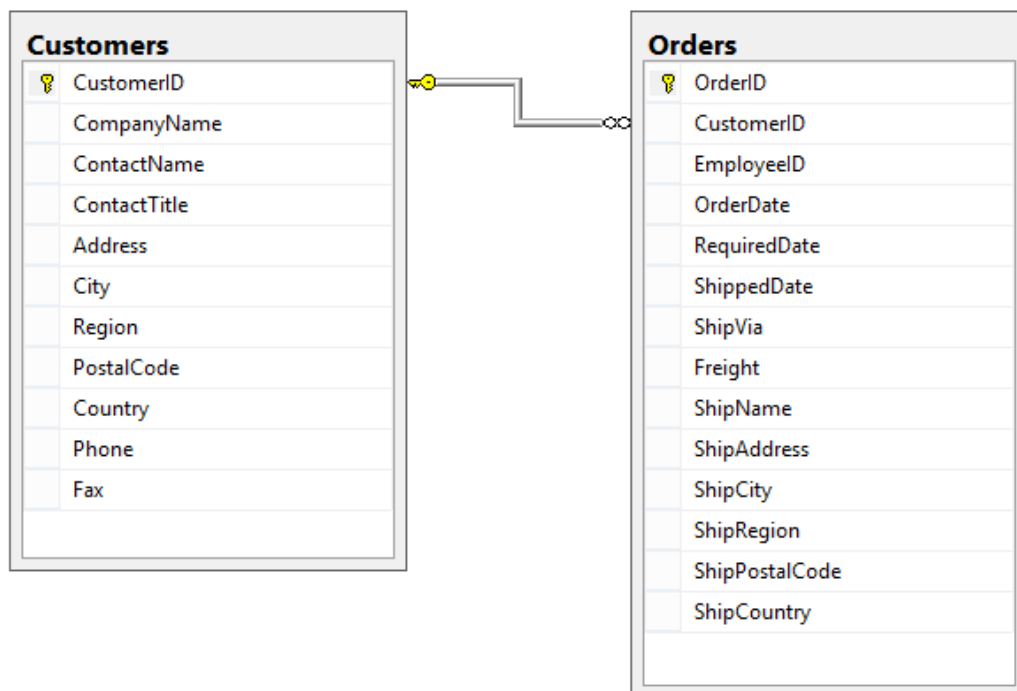 Customers
CustomerID
CompanyName
ContactName
ContactTitle
Address
City
Region
PostalCode
Country
Phone
Fax
Orders
OrderID
CustomerID
EmployeeID
OrderDate
RequiredDate
ShippedDate
ShipVia
Freight
ShipName
ShipAddress
ShipCity
ShipRegion
ShipPostalCode
ShipCountry